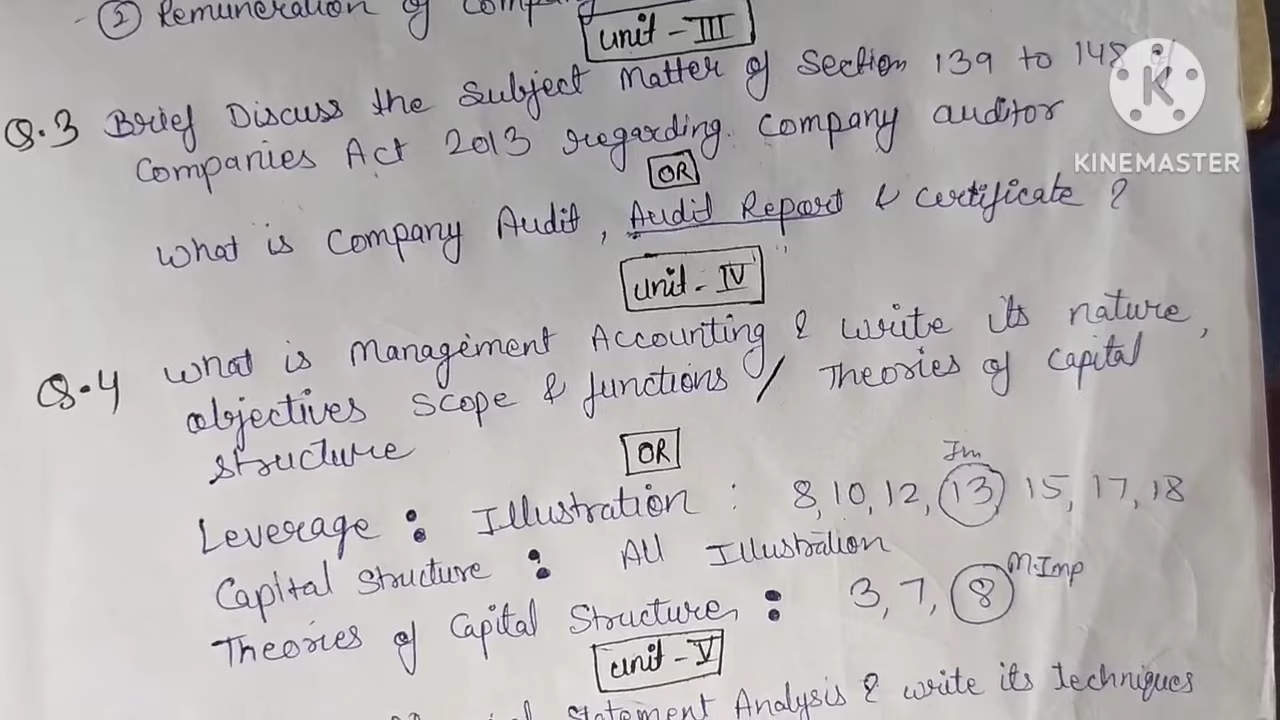 ② Remuneration of Company
Unit - III
Q.3 Brief Discuss the Subject Matter of Section 139 to 148 of
Companies Act 2013 regarding. Company auditor
OR
What is Company Audit, Audit Report & Certificate ?
Unit - IV
Q.4 What is Management Accounting ? write its nature,
objectives scope & functions / Theories of Capital
Structure
OR
Im
Leverage : Illustration : 8, 10, 12, 13 15, 17, 18
Capital Structure : All Illustration
Theories of Capital Structure, : 3, 7, 8 M.Imp
Unit - V
Statement Analysis ? write its techniques
K
KINEMASTER